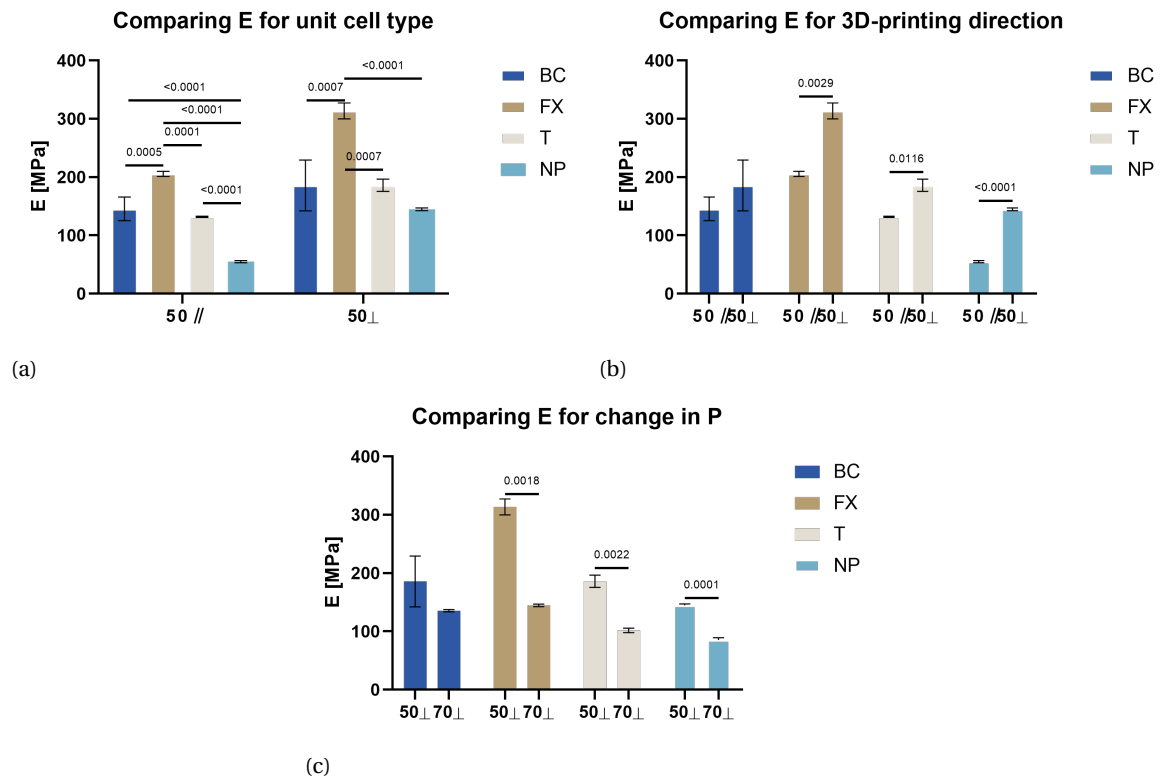 Comparing E for unit cell type
E [MPa]
400
300
200
100
0
<0.0001
<0.0001
0.0001
0.0005
<0.0001
<0.0001
0.0007
0.0007
50 //
50⊥
BC
FX
T
NP
(a)
Comparing E for 3D-printing direction
E [MPa]
400
300
200
100
0
0.0029
0.0116
<0.0001
50 //50⊥
50 //50⊥
50 //50⊥
50 //50⊥
BC
FX
T
NP
(b)
Comparing E for change in P
E [MPa]
400
300
200
100
0
0.0018
0.0022
0.0001
50⊥70⊥
50⊥70⊥
50⊥70⊥
50⊥70⊥
BC
FX
T
NP
(c)